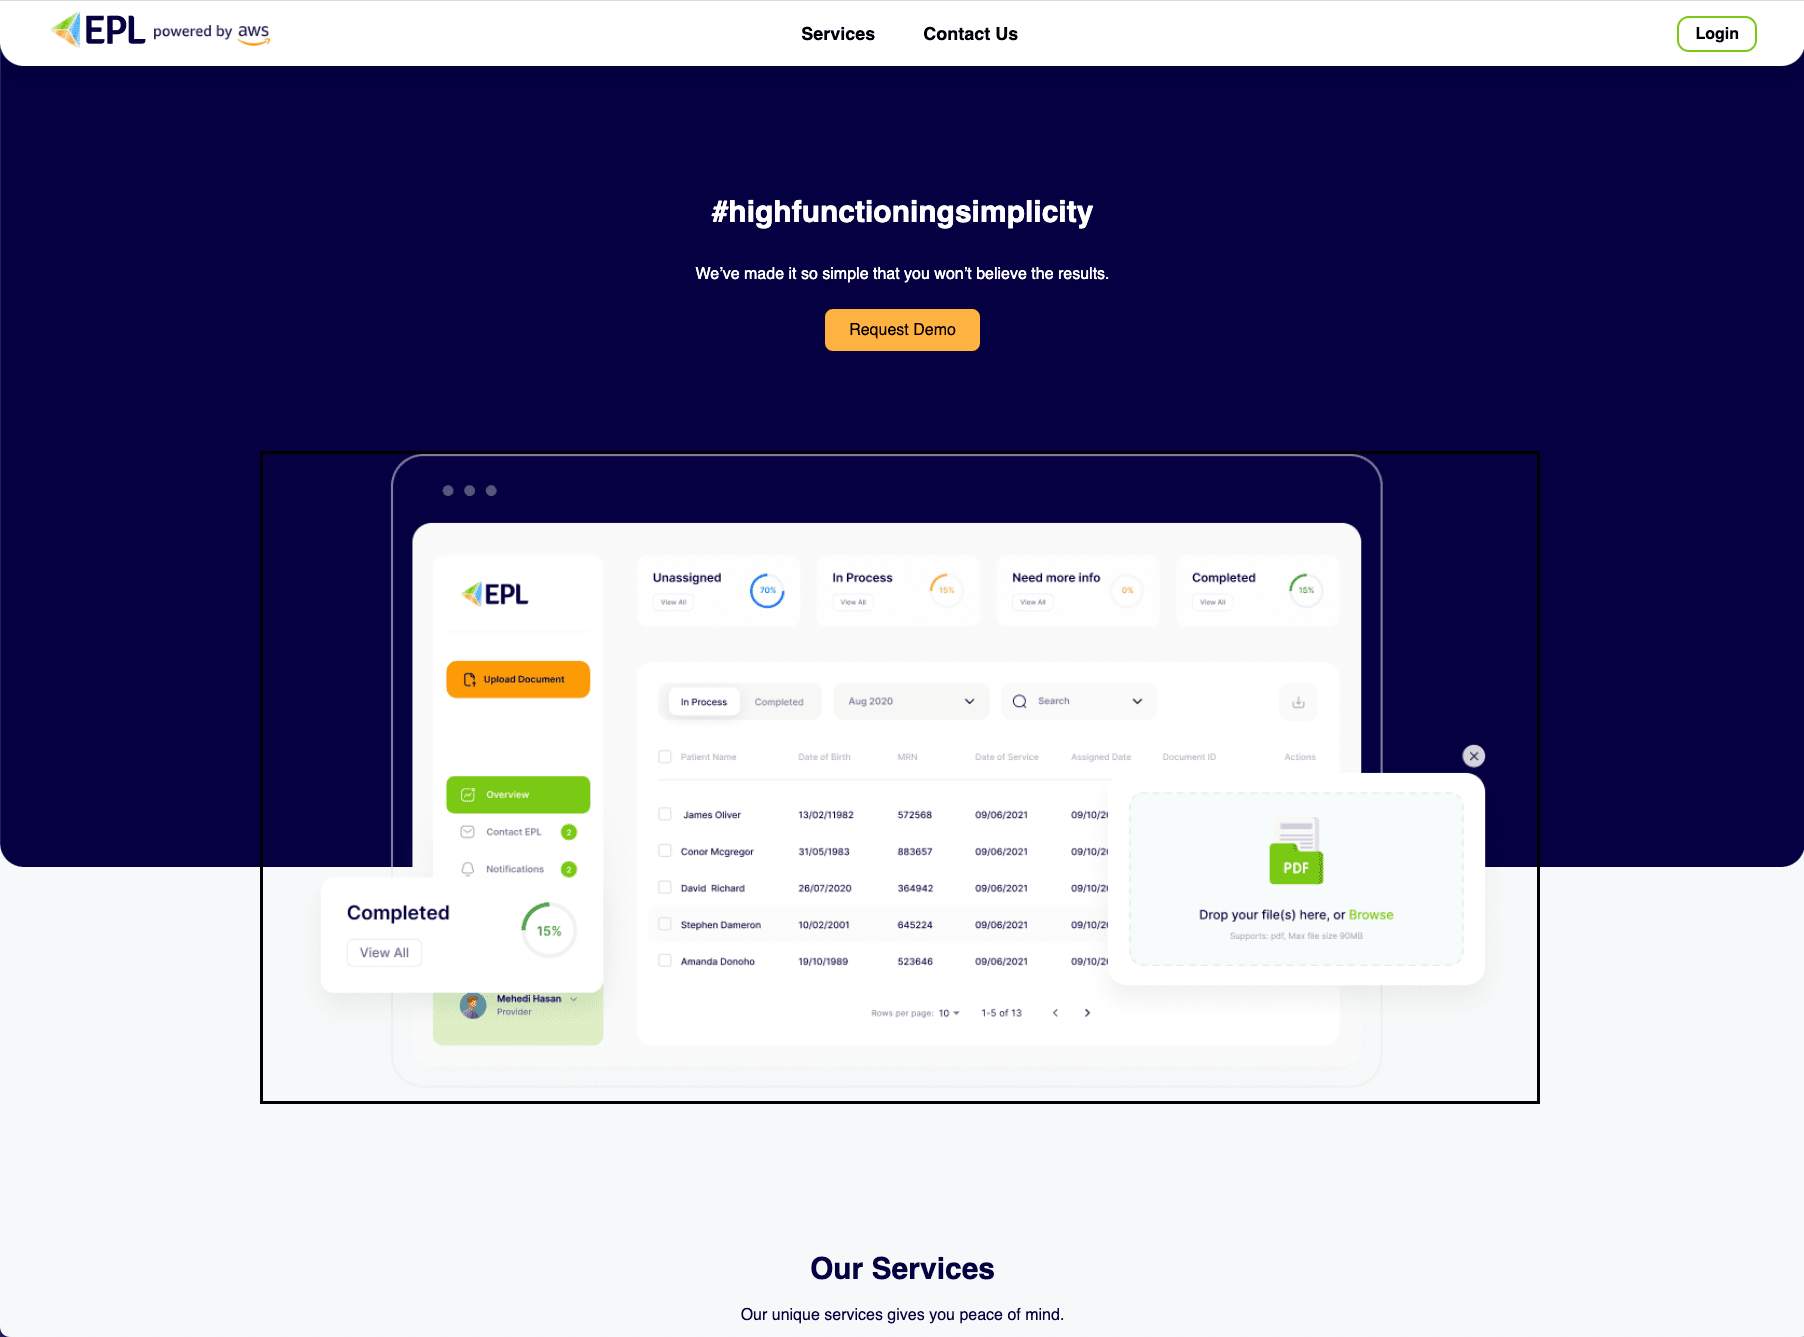 EPL powered by aws
Services
Contact Us
Login
#highfunctioningsimplicity
We've made it so simple that you won't believe the results.
Request Demo
EPL
Upload Document
Overview
Contact EPL 2
Notifications 2
Completed
View All
15%
Mehedi Hasan
Provider
Unassigned
View All
70%
In Process
View All
15%
Need more info
View All
0%
Completed
View All
15%
In Process
Completed
Aug 2020
Search
Patient Name Date of Birth MRN Date of Service Assigned Date Document ID Actions
James Oliver 13/02/11982 572568 09/06/2021 09/10/2
Conor Mcgregor 31/05/1983 883657 09/06/2021 09/10/2
David Richard 26/07/2020 364942 09/06/2021 09/10/2
Stephen Dameron 10/02/2001 645224 09/06/2021 09/10/2
Amanda Donoho 19/10/1989 523646 09/06/2021 09/10/2
Rows per page: 10 1-5 of 13
PDF
Drop your file(s) here, or Browse
Supports: pdf, Max file size 90MB
Our Services
Our unique services gives you peace of mind.